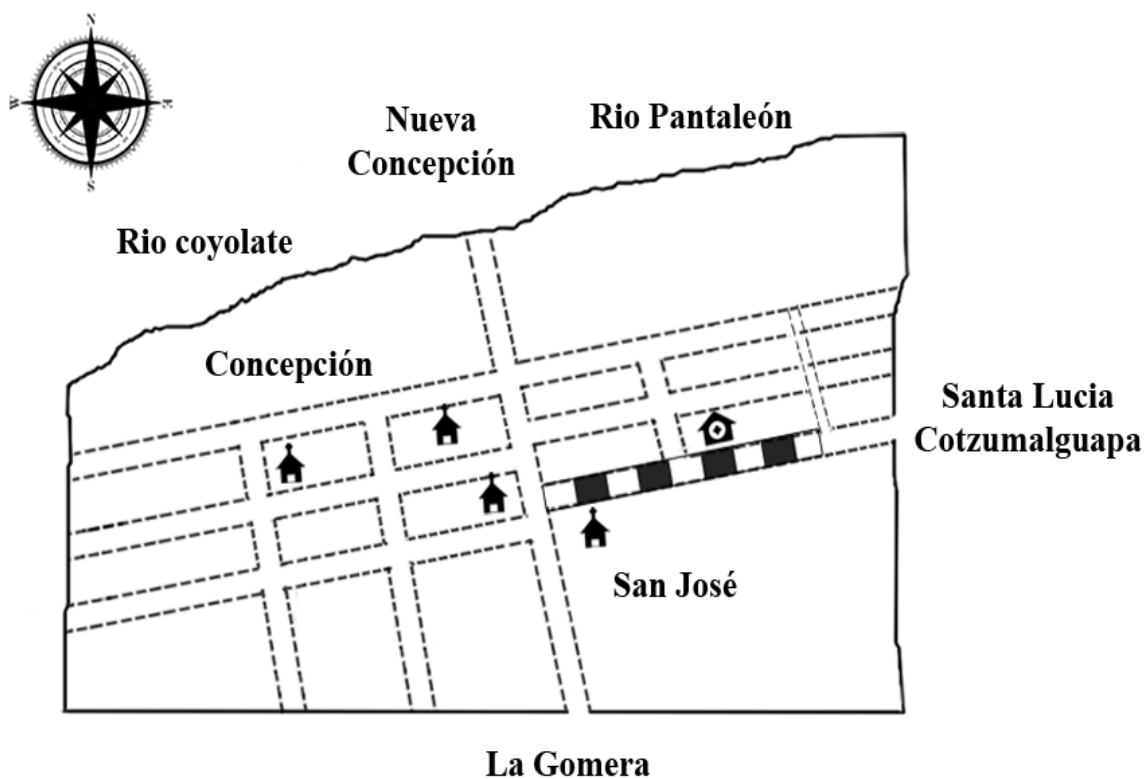 N
W
E
S
Nueva
Concepción
Rio Pantaleón
Rio coyolate
Concepción
Santa Lucia
Cotzumalguapa
San José
La Gomera